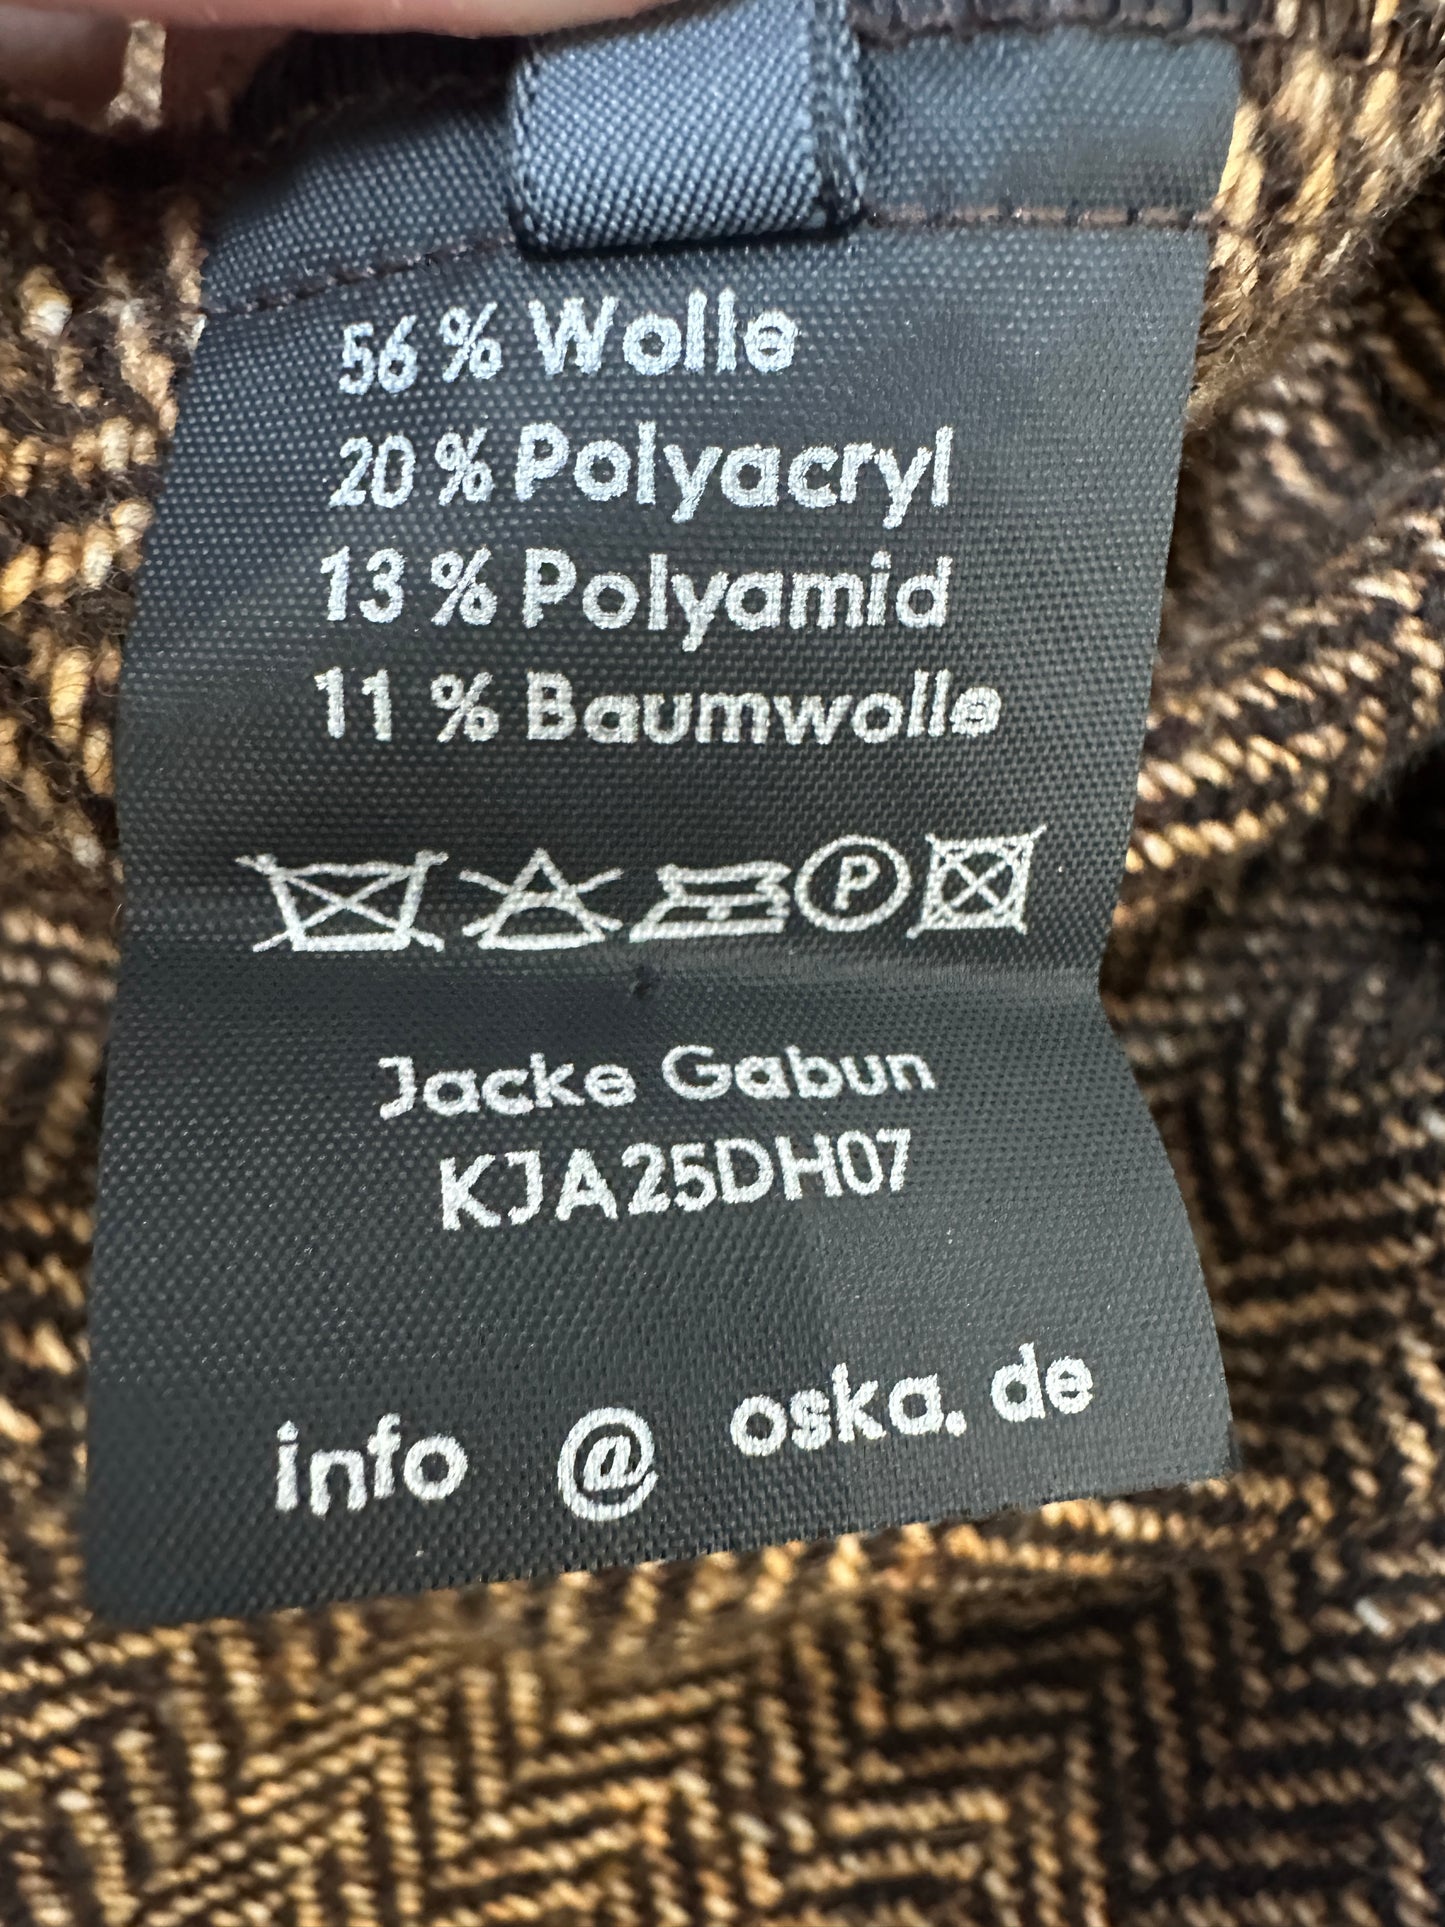 56 % Wolle
20 % Polyacryl
13 % Polyamid
11 % Baumwolle
P
Jacke Gabun
KJA25DH07
info @ oska. de